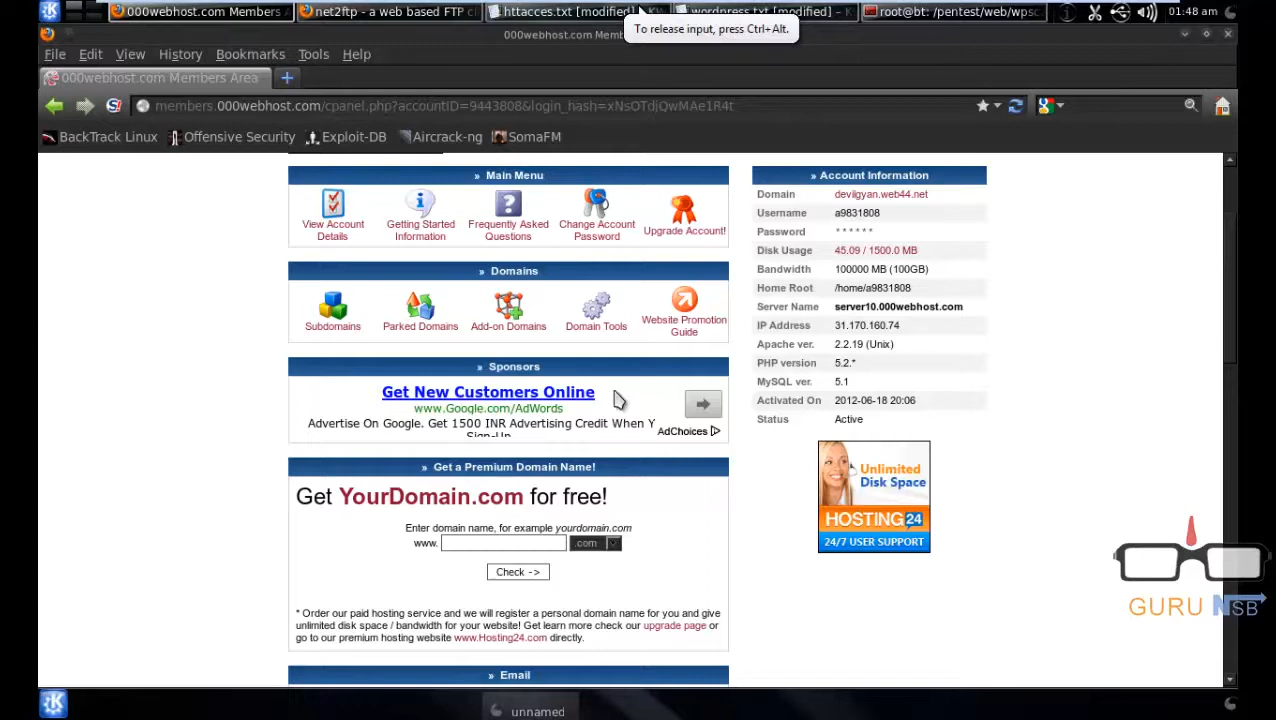 000webhost.com Members A
net2ftp - a web based FTP cl
httacces.txt [modified]
wordpress.txt [modified] - K
root@bt: /pentest/web/wpsc
01:48 am
To release input, press Ctrl+Alt.
000webhost.com Memb
File Edit View History Bookmarks Tools Help
000webhost.com Members Area
members.000webhost.com/cpanel.php?accountID=9443808&login_hash=xNsOTdjQwMAe1R4t
BackTrack Linux Offensive Security Exploit-DB Aircrack-ng SomaFM
» Main Menu
View Account Details
Getting Started Information
Frequently Asked Questions
Change Account Password
Upgrade Account!
» Domains
Subdomains
Parked Domains
Add-on Domains
Domain Tools
Website Promotion Guide
» Sponsors
Get New Customers Online
www.Google.com/AdWords
Advertise On Google. Get 1500 INR Advertising Credit When Y
Sign-Up
AdChoices
» Get a Premium Domain Name!
Get YourDomain.com for free!
Enter domain name, for example yourdomain.com
www. .com
Check ->
* Order our paid hosting service and we will register a personal domain name for you and give
unlimited disk space / bandwidth for your website! Get learn more check our upgrade page or
go to our premium hosting website www.Hosting24.com directly.
» Email
» Account Information
Domain devilgyan.web44.net
Username a9831808
Password ******
Disk Usage 45.09 / 1500.0 MB
Bandwidth 100000 MB (100GB)
Home Root /home/a9831808
Server Name server10.000webhost.com
IP Address 31.170.160.74
Apache ver. 2.2.19 (Unix)
PHP version 5.2.*
MySQL ver. 5.1
Activated On 2012-06-18 20:06
Status Active
Unlimited
Disk Space
HOSTING 24
24/7 USER SUPPORT
GURU NSB
unnamed